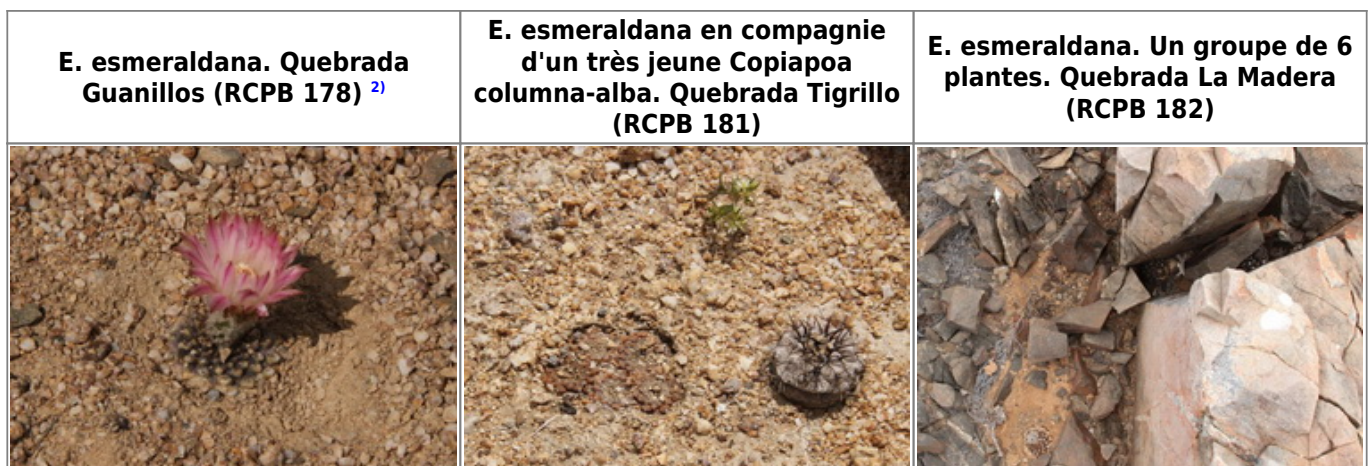 E. esmeraldana. Quebrada
Guanillos (RCPB 178) 2)
E. esmeraldana en compagnie
d'un très jeune Copiapoa
columna-alba. Quebrada Tigrillo
(RCPB 181)
E. esmeraldana. Un groupe de 6
plantes. Quebrada La Madera
(RCPB 182)